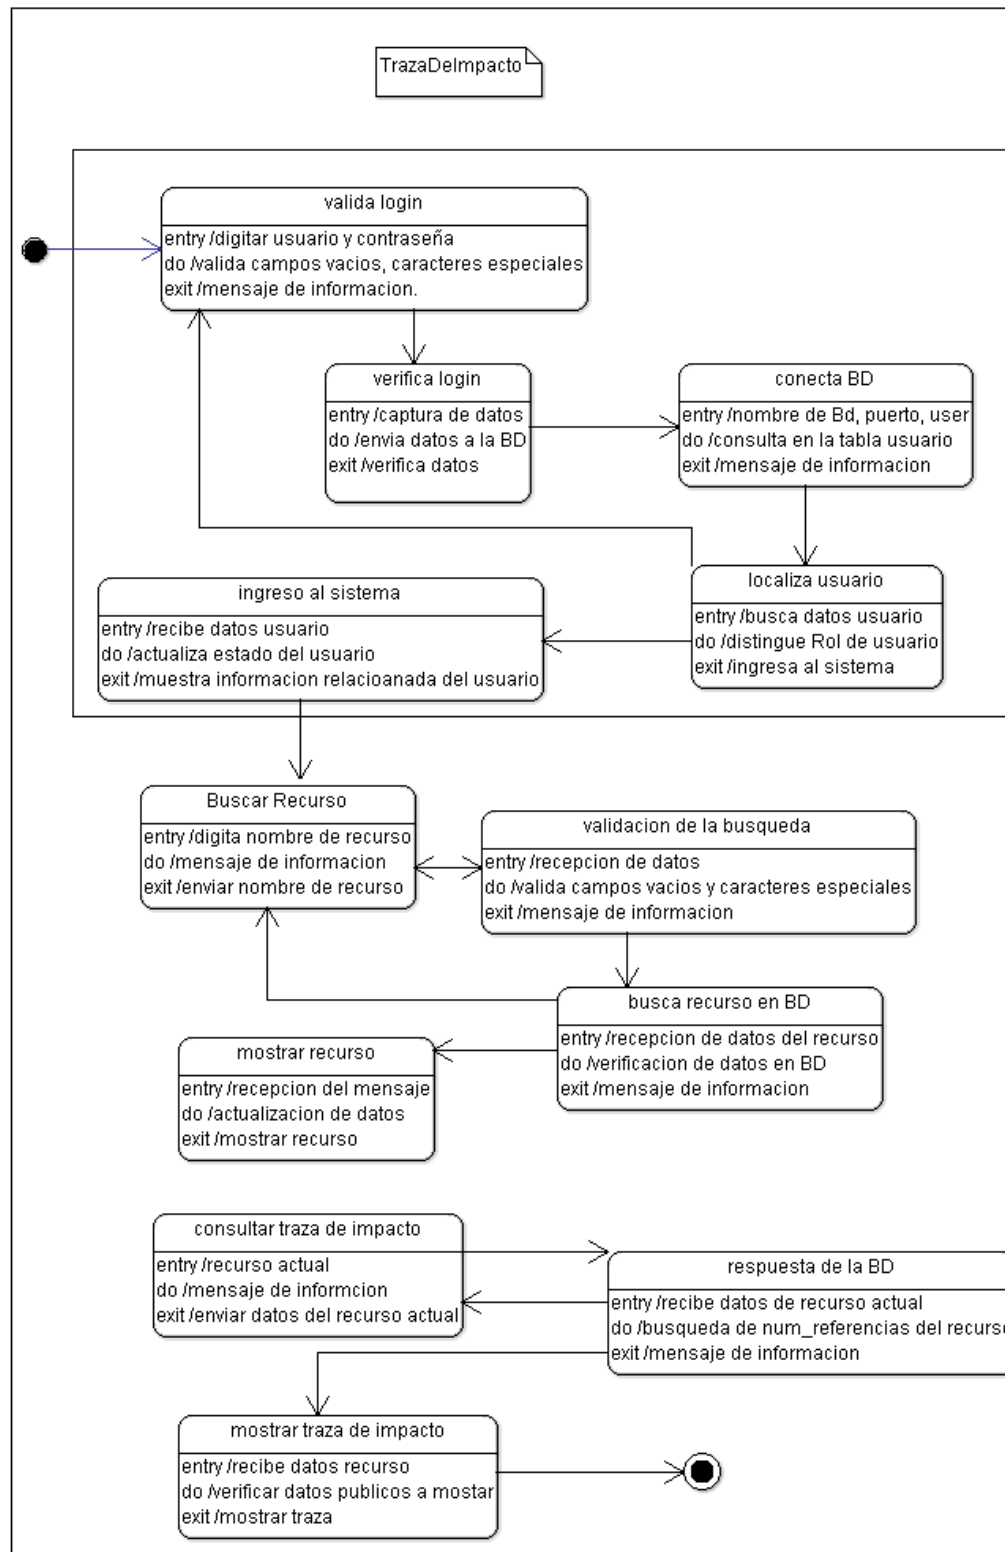 TrazaDeImpacto
valida login
entry /digitar usuario y contraseña
do /valida campos vacios, caracteres especiales
exit /mensaje de informacion.
verifica login
entry /captura de datos
do /envia datos a la BD
exit /verifica datos
conecta BD
entry /nombre de Bd, puerto, user
do /consulta en la tabla usuario
exit /mensaje de informacion
localiza usuario
entry /busca datos usuario
do /distingue Rol de usuario
exit /ingresa al sistema
ingreso al sistema
entry /recibe datos usuario
do /actualiza estado del usuario
exit /muestra informacion relacioanada del usuario
Buscar Recurso
entry /digita nombre de recurso
do /mensaje de informacion
exit /enviar nombre de recurso
validacion de la busqueda
entry /recepcion de datos
do /valida campos vacios y caracteres especiales
exit /mensaje de informacion
busca recurso en BD
entry /recepcion de datos del recurso
do /verificacion de datos en BD
exit /mensaje de informacion
mostrar recurso
entry /recepcion del mensaje
do /actualizacion de datos
exit /mostrar recurso
consultar traza de impacto
entry /recurso actual
do /mensaje de informcion
exit /enviar datos del recurso actual
respuesta de la BD
entry /recibe datos de recurso actual
do /busqueda de num_referencias del recurso
exit /mensaje de informacion
mostrar traza de impacto
entry /recibe datos recurso
do /verificar datos publicos a mostar
exit /mostrar traza